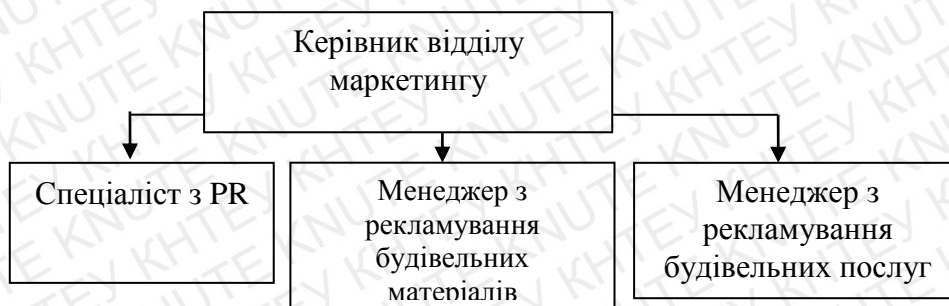 Керівник відділу
маркетингу
Спеціаліст з PR
Менеджер з
рекламування
будівельних
матеріалів
Менеджер з
рекламування
будівельних послуг